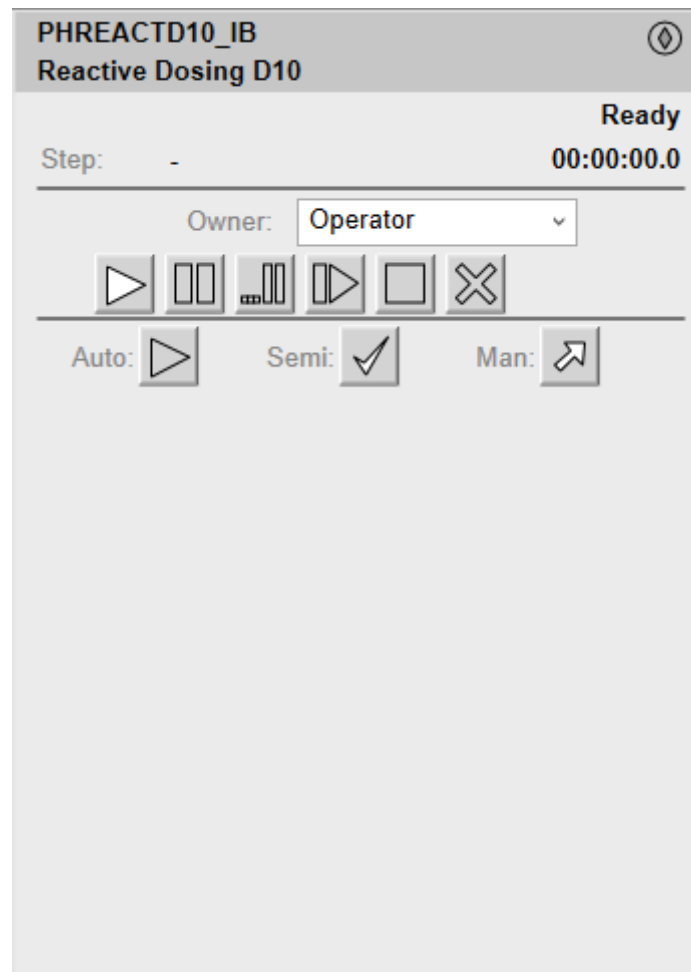 PHREACTD10_IB
Reactive Dosing D10
Ready
Step: - 00:00:00.0
Owner: Operator
Auto: Semi: Man: